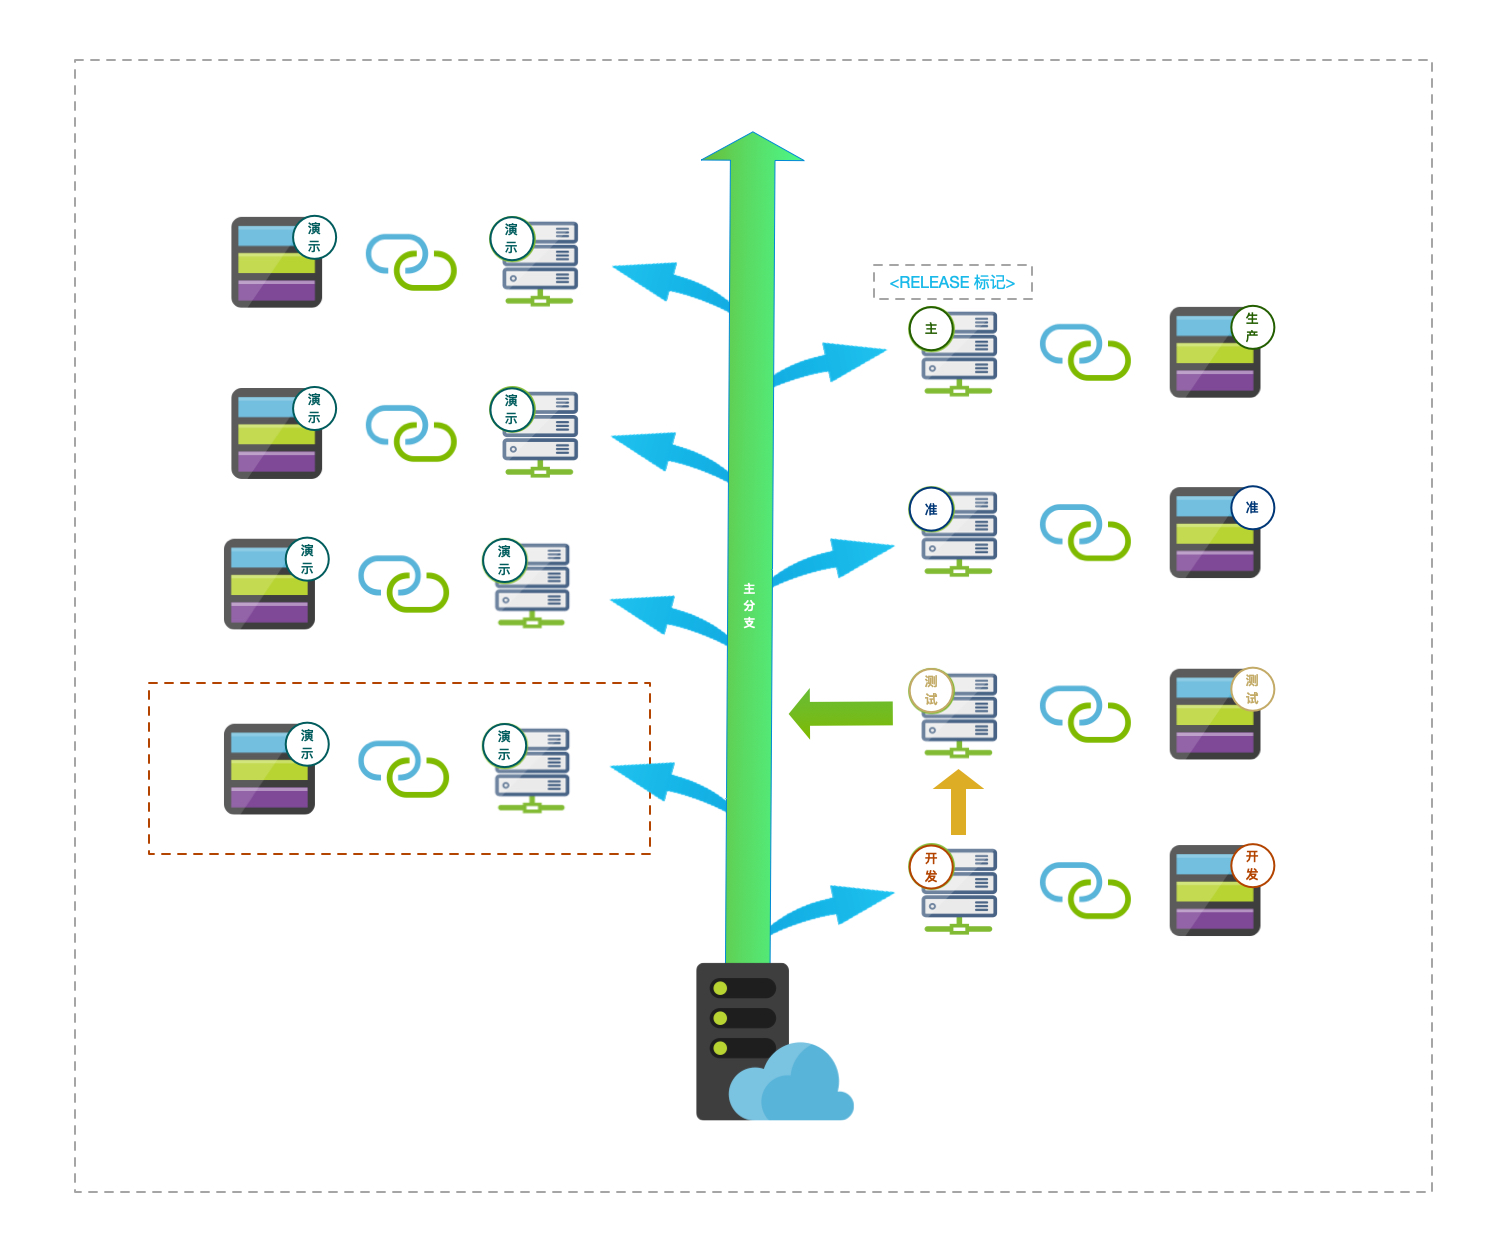 演
示
演
示
<RELEASE 标记>
主
生
产
演
示
演
示
准
准
演
示
演
示
主
分
支
测
试
测
试
演
示
演
示
开
发
开
发